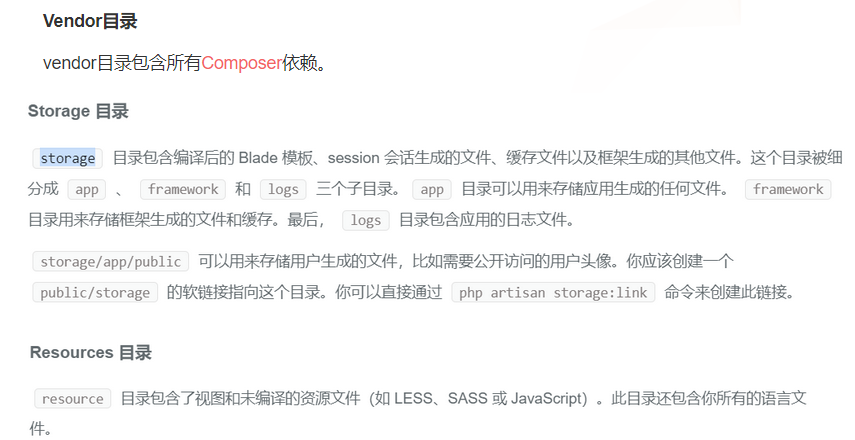 Vendor目录
vendor目录包含所有Composer依赖。
Storage 目录
storage 目录包含编译后的 Blade 模板、session 会话生成的文件、缓存文件以及框架生成的其他文件。这个目录被细
分成 app 、 framework 和 logs 三个子目录。 app 目录可以用来存储应用生成的任何文件。 framework
目录用来存储框架生成的文件和缓存。最后， logs 目录包含应用的日志文件。
storage/app/public 可以用来存储用户生成的文件，比如需要公开访问的用户头像。你应该创建一个
public/storage 的软链接指向这个目录。你可以直接通过 php artisan storage:link 命令来创建此链接。
Resources 目录
resource 目录包含了视图和未编译的资源文件（如 LESS、SASS 或 JavaScript）。此目录还包含你所有的语言文
件。